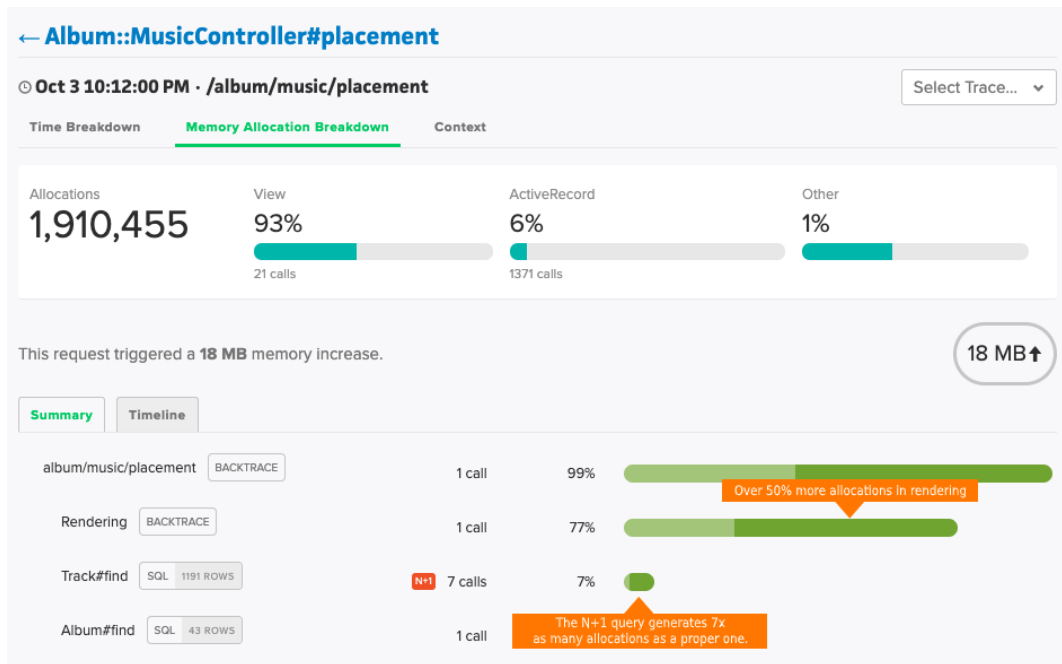 ← Album::MusicController#placement
Oct 3 10:12:00 PM · /album/music/placement
Select Trace...
Time Breakdown Memory Allocation Breakdown Context
Allocations View ActiveRecord Other
1,910,455 93% 6% 1%
21 calls 1371 calls
This request triggered a 18 MB memory increase.
18 MB↑
Summary Timeline
album/music/placement BACKTRACE 1 call 99%
Over 50% more allocations in rendering
Rendering BACKTRACE 1 call 77%
Track#find SQL 1191 ROWS N+1 7 calls 7%
The N+1 query generates 7x
as many allocations as a proper one.
Album#find SQL 43 ROWS 1 call